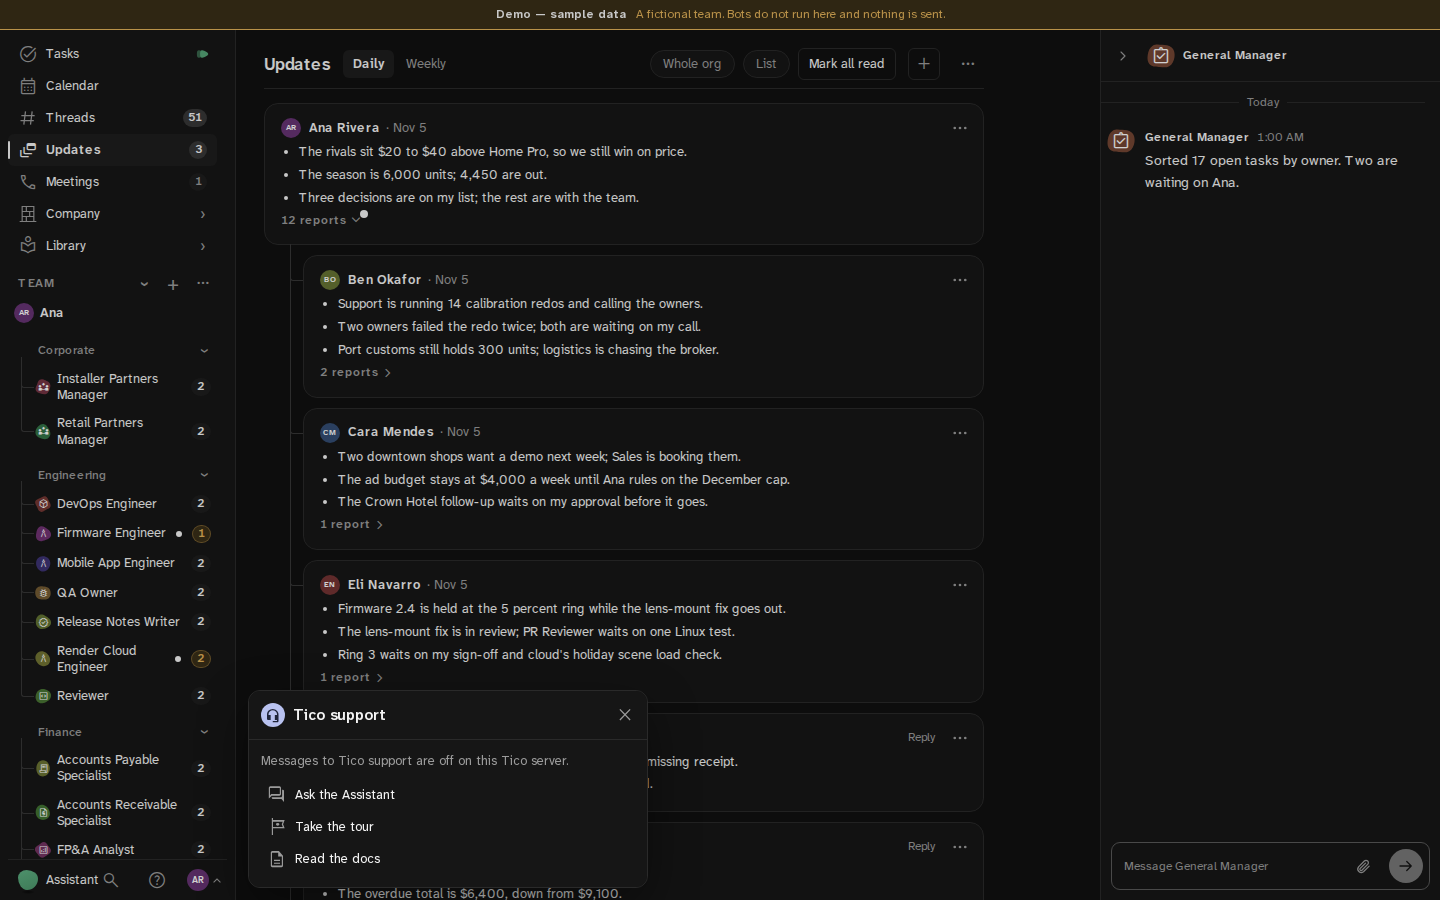 Demo — sample data A fictional team. Bots do not run here and nothing is sent.
Tasks
Calendar
Threads 51
Updates 3
Meetings 1
Company
Library
TEAM
AR Ana
Corporate
Installer Partners Manager 2
Retail Partners Manager 2
Engineering
DevOps Engineer 2
Firmware Engineer 1
Mobile App Engineer 2
QA Owner 2
Release Notes Writer 2
Render Cloud Engineer 2
Reviewer 2
Finance
Accounts Payable Specialist 2
Accounts Receivable Specialist 2
FP&A Analyst 2
Assistant
AR
Updates Daily Weekly Whole org List Mark all read
AR Ana Rivera · Nov 5
• The rivals sit $20 to $40 above Home Pro, so we still win on price.
• The season is 6,000 units; 4,450 are out.
• Three decisions are on my list; the rest are with the team.
12 reports
BO Ben Okafor · Nov 5
• Support is running 14 calibration redos and calling the owners.
• Two owners failed the redo twice; both are waiting on my call.
• Port customs still holds 300 units; logistics is chasing the broker.
2 reports
CM Cara Mendes · Nov 5
• Two downtown shops want a demo next week; Sales is booking them.
• The ad budget stays at $4,000 a week until Ana rules on the December cap.
• The Crown Hotel follow-up waits on my approval before it goes.
1 report
EN Eli Navarro · Nov 5
• Firmware 2.4 is held at the 5 percent ring while the lens-mount fix goes out.
• The lens-mount fix is in review; PR Reviewer waits on one Linux test.
• Ring 3 waits on my sign-off and cloud's holiday scene load check.
1 report
Reply
missing receipt.
Reply
• The overdue total is $6,400, down from $9,100.
Tico support
Messages to Tico support are off on this Tico server.
Ask the Assistant
Take the tour
Read the docs
General Manager
Today
General Manager 1:00 AM
Sorted 17 open tasks by owner. Two are
waiting on Ana.
Message General Manager